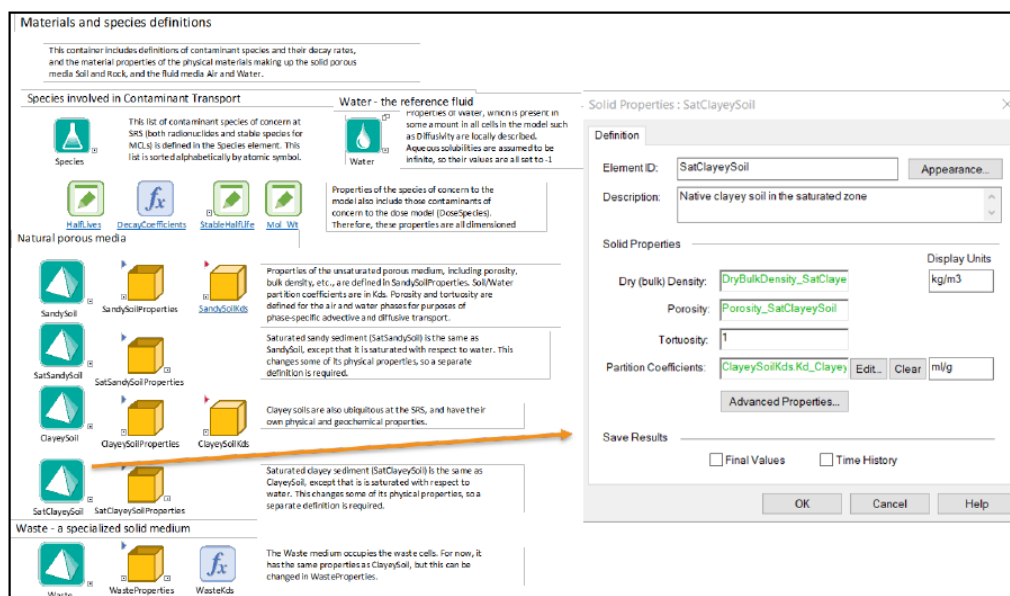 Materials and species definitions
This container includes definitions of contaminant species and their decay rates,
and the material properties of the physical materials making up the solid porous
media Soil and Rock, and the fluid media Air and Water.
Species involved in Contaminant Transport
Species
This list of contaminant species of concern at
SRS (both radionuclides and stable species for
MCLs) is defined in the Species element. This
list is sorted alphabetically by atomic symbol.
Water - the reference fluid
Water
Properties of Water, which is present in
some amount in all cells in the model such
as Diffusivity are locally described.
Aqueous solubilities are assumed to be
infinite, so their values are all set to -1
HalfLives
DecayCoefficients
StableHalfLife
Mol_Wt
Properties of the species of concern to the
model also include those contaminants of
concern to the dose model (DoseSpecies).
Therefore, these properties are all dimensioned
Natural porous media
SandySoil
SandySoilProperties
SandySoilKds
Properties of the unsaturated porous medium, including porosity,
bulk density, etc., are defined in SandySoilProperties. Soil/Water
partition coefficients are in Kds. Porosity and tortuosity are
defined for the air and water phases for purposes of
phase-specific advective and diffusive transport.
SatSandySoil
SatSandySoilProperties
Saturated sandy sediment (SatSandySoil) is the same as
SandySoil, except that it is saturated with respect to water. This
changes some of its physical properties, so a separate
definition is required.
ClayeySoil
ClayeySoilProperties
ClayeySoilKds
Clayey soils are also ubiquitous at the SRS, and have their
own physical and geochemical properties.
SatClayeySoil
SatClayeySoilProperties
Saturated clayey sediment (SatClayeySoil) is the same as
ClayeySoil, except that is is saturated with respect to
water. This changes some of its physical properties, so a
separate definition is required.
Waste - a specialized solid medium
Waste
WasteProperties
WasteKds
The Waste medium occupies the waste cells. For now, it
has the same properties as ClayeySoil, but this can be
changed in WasteProperties.
Solid Properties : SatClayeySoil
Definition
Element ID: SatClayeySoil Appearance...
Description: Native clayey soil in the saturated zone
Solid Properties
Display Units
Dry (bulk) Density: DryBulkDensity_SatClaye kg/m3
Porosity: Porosity_SatClayeySoil
Tortuosity: 1
Partition Coefficients: ClayeySoilKds.Kd_Clayey Edit... Clear ml/g
Advanced Properties...
Save Results
Final Values Time History
OK Cancel Help